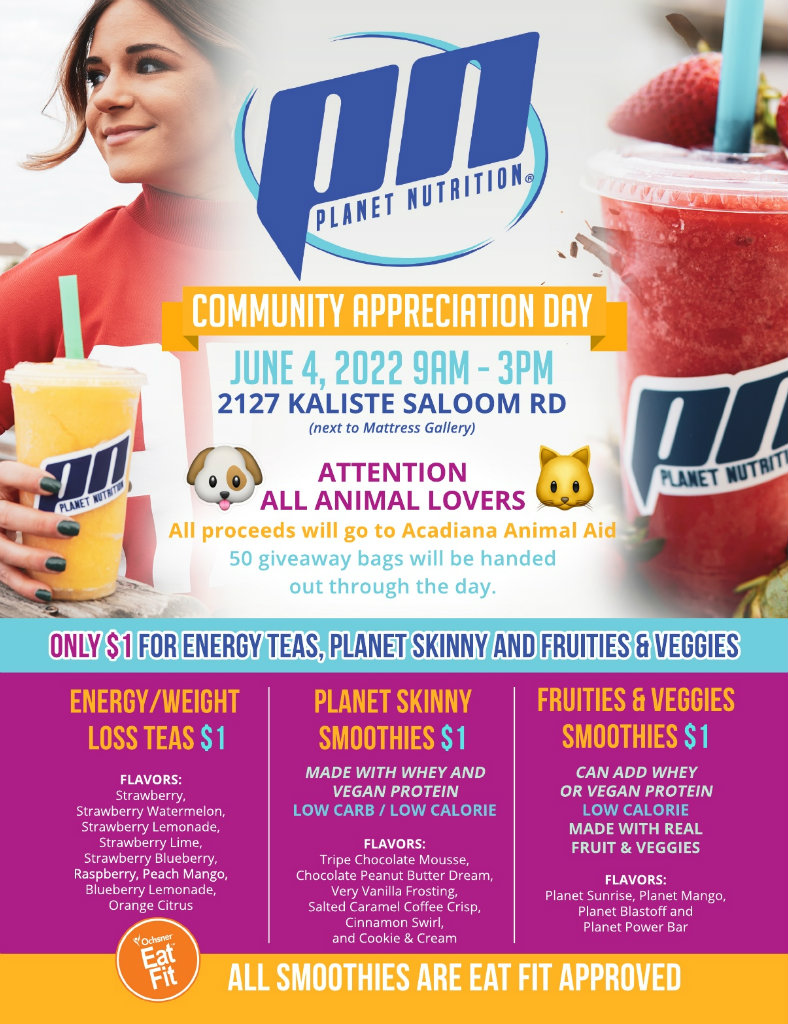 pn
PLANET NUTRITION®
COMMUNITY APPRECIATION DAY
JUNE 4, 2022 9AM - 3PM
2127 KALISTE SALOOM RD
(next to Mattress Gallery)
ATTENTION
ALL ANIMAL LOVERS
All proceeds will go to Acadiana Animal Aid
50 giveaway bags will be handed
out through the day.
pn
PLANET NUTRITION
pn
PLANET NUTRITI
ONLY $1 FOR ENERGY TEAS, PLANET SKINNY AND FRUITIES & VEGGIES
ENERGY/WEIGHT
LOSS TEAS $1
FLAVORS:
Strawberry,
Strawberry Watermelon,
Strawberry Lemonade,
Strawberry Lime,
Strawberry Blueberry,
Raspberry, Peach Mango,
Blueberry Lemonade,
Orange Citrus
PLANET SKINNY
SMOOTHIES $1
MADE WITH WHEY AND
VEGAN PROTEIN
LOW CARB / LOW CALORIE
FLAVORS:
Tripe Chocolate Mousse,
Chocolate Peanut Butter Dream,
Very Vanilla Frosting,
Salted Caramel Coffee Crisp,
Cinnamon Swirl,
and Cookie & Cream
FRUITIES & VEGGIES
SMOOTHIES $1
CAN ADD WHEY
OR VEGAN PROTEIN
LOW CALORIE
MADE WITH REAL
FRUIT & VEGGIES
FLAVORS:
Planet Sunrise, Planet Mango,
Planet Blastoff and
Planet Power Bar
Ochsner
Eat
Fit
ALL SMOOTHIES ARE EAT FIT APPROVED